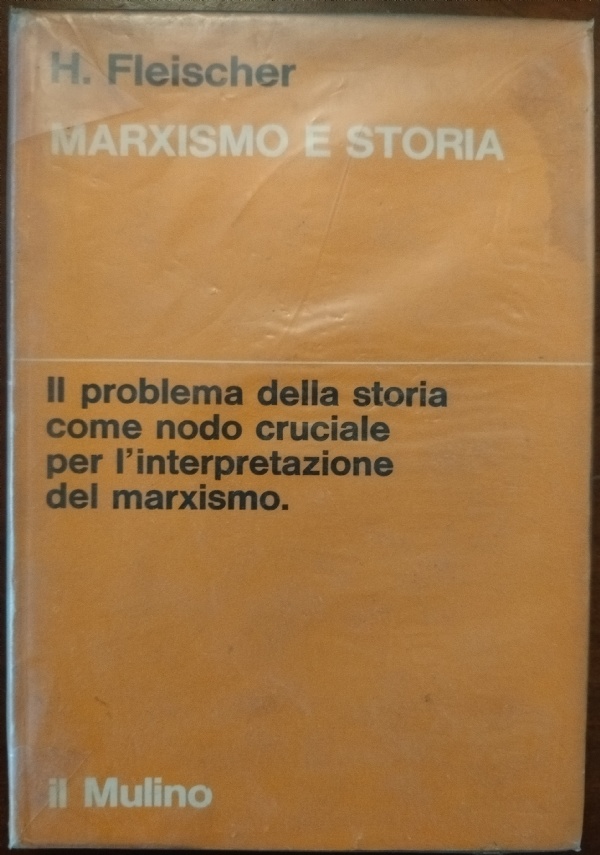 H. Fleischer
MARXISMO E STORIA
Il problema della storia
come nodo cruciale
per l'interpretazione
del marxismo.
il Mulino